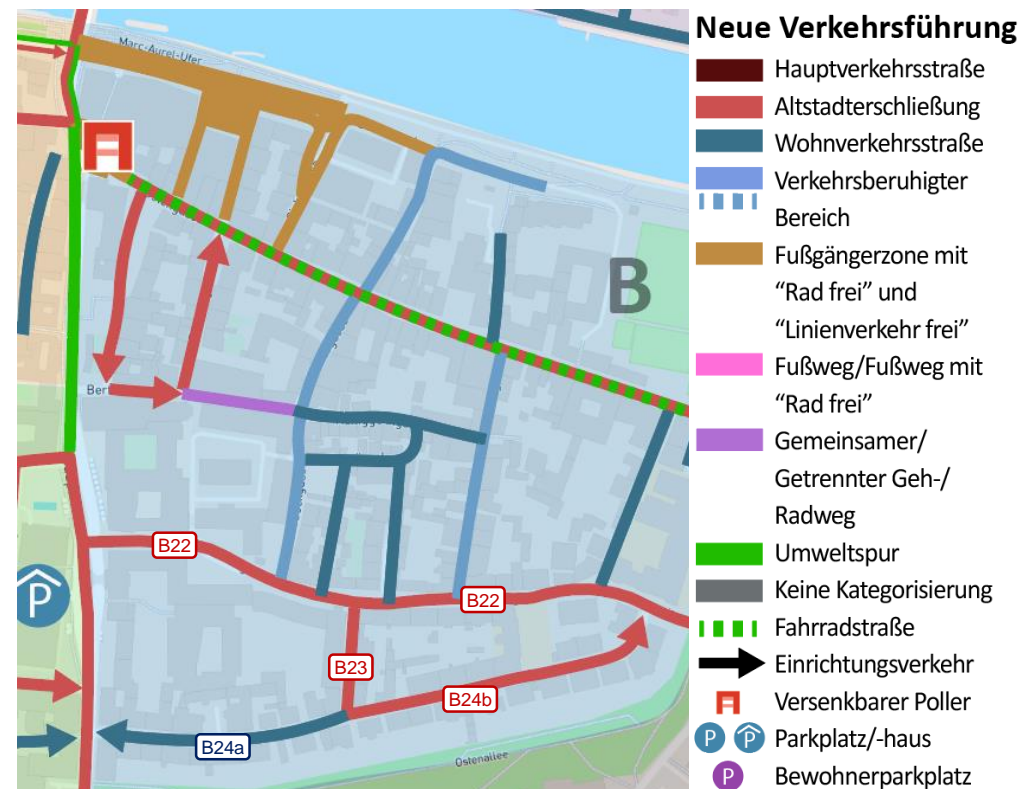 Neue Verkehrsführung
Hauptverkehrsstraße
Altstadterschließung
Wohnverkehrsstraße
Verkehrsberuhigter
Bereich
Fußgängerzone mit
“Rad frei” und
“Linienverkehr frei”
Fußweg/Fußweg mit
“Rad frei”
Gemeinsamer/
Getrennter Geh-/
Radweg
Umweltspur
Keine Kategorisierung
Fahrradstraße
Einrichtungsverkehr
Versenkbarer Poller
P P Parkplatz/-haus
P Bewohnerparkplatz
Marc-Aurel-Ufer
B
Ber
B22
P
B22
B23
B24b
B24a
Ostenallee